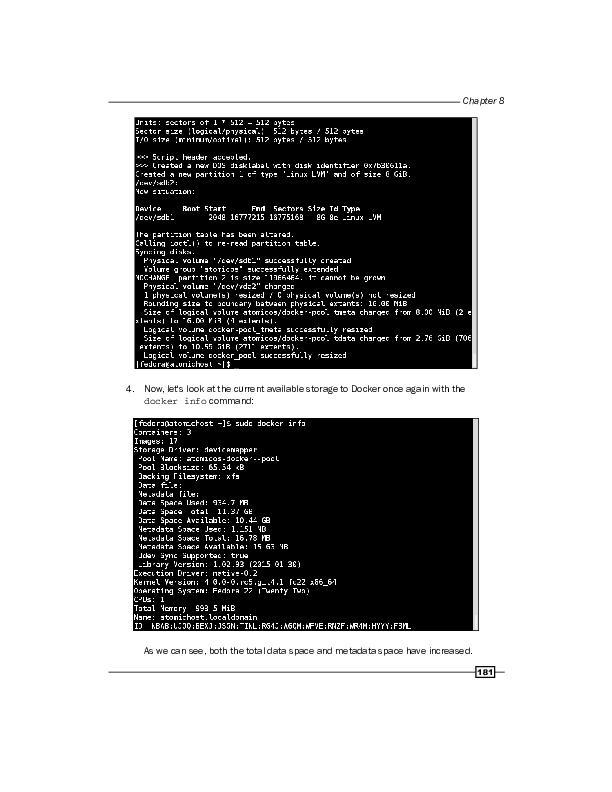 Chapter 8
Units: sectors of 1 * 512 = 512 bytes
Sector size (logical/physical): 512 bytes / 512 bytes
I/O size (minimum/optimal): 512 bytes / 512 bytes
>>> Script header accepted.
>>> Created a new DOS disklabel with disk identifier
Created a new partition 1 of type 'Linux LVM' and of size 8 GiB.
/dev/sdb2:
New situation:
Device Boot Start End Sectors Size Id Type
/dev/sdb1 2048 16777215 16775168 8G 8e Linux LVM
The partition table has been altered.
Calling ioctl() to re-read partition table.
Syncing disks.
Physical volume "/dev/sdb1" successfully created
Volume group "atomicos" successfully extended
NOCHANGE: partition 2 is size it cannot be grown
Physical volume "/dev/vda2" changed
1 physical volume(s) resized / 0 physical volume(s) not resized
Rounding size to boundary between physical extents: 16.00 MiB
Size of logical volume atomicos/docker-pool_tmeta changed from 8.00 MiB (2 e
xtents) to 16.00 MiB (4 extents).
Logical volume docker-pool_tmeta successfully resized
Size of logical volume atomicos/docker-pool_tdata changed from 2.76 GiB (706
extents) to 10.59 GiB (2711 extents).
Logical volume docker-pool successfully resized
[fedora@atomichost ~]$
4. Now, let's look at the current available storage to Docker once again with the
docker info command:
[fedora@atomichost ~]$ sudo docker info
Containers: 3
Images: 17
Storage Driver: devicemapper
Pool Name: atomicos-docker--pool
Pool Blocksize: 65.54 kB
Backing Filesystem: xfs
Data file:
Metadata file:
Data Space Used: 934.7 MB
Data Space Total: 11.37 GB
Data Space Available: 10.44 GB
Metadata Space Used: 1.151 MB
Metadata Space Total: 16.78 MB
Metadata Space Available: 15.63 MB
Udev Sync Supported: true
Library Version: 1.02.93 (2015-01-30)
Execution Driver: native-0.2
Kernel Version: 4.0.0-0.rc5.git4.1.fc22.x86_64
Operating System: Fedora 22 (Twenty Two)
CPUs: 1
Total Memory: 993.5 MiB
Name: atomichost.localdomain
ID:
As we can see, both the total data space and metadata space have increased.
181